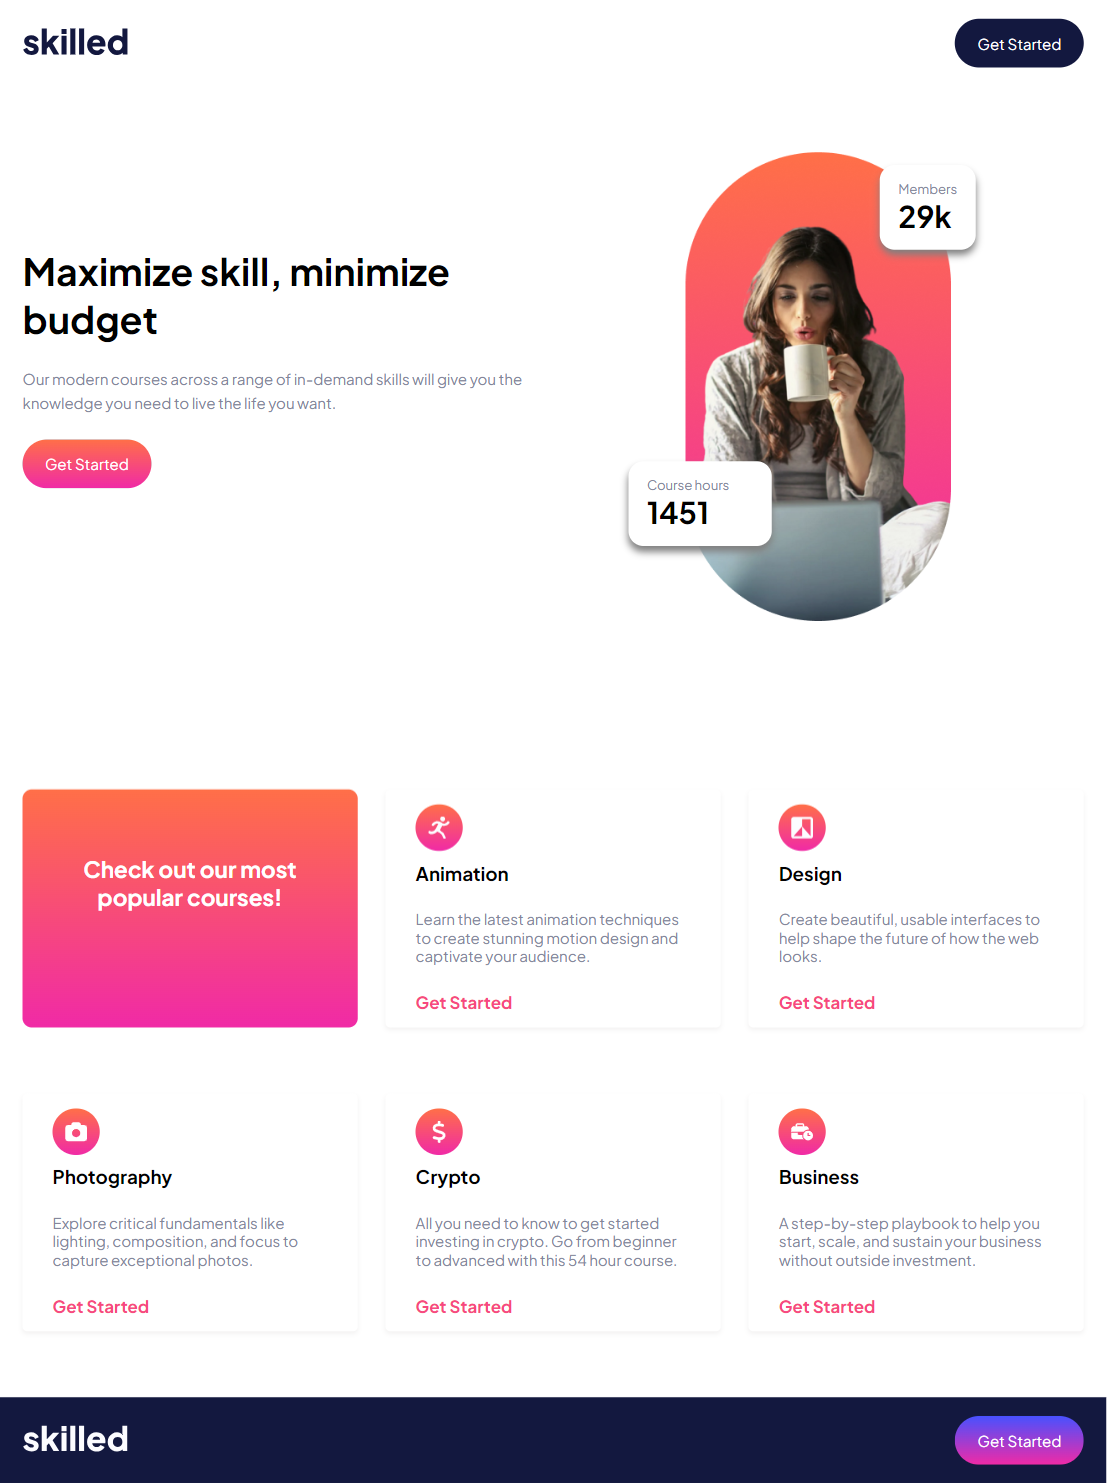 skilled
Get Started
Members
29k
Maximize skill, minimize
budget
Our modern courses across a range of in-demand skills will give you the
knowledge you need to live the life you want.
Get Started
Course hours
1451
Check out our most
popular courses!
Animation
Learn the latest animation techniques
to create stunning motion design and
captivate your audience.
Get Started
Design
Create beautiful, usable interfaces to
help shape the future of how the web
looks.
Get Started
Photography
Explore critical fundamentals like
lighting, composition, and focus to
capture exceptional photos.
Get Started
Crypto
All you need to know to get started
investing in crypto. Go from beginner
to advanced with this 54 hour course.
Get Started
Business
A step-by-step playbook to help you
start, scale, and sustain your business
without outside investment.
Get Started
skilled
Get Started